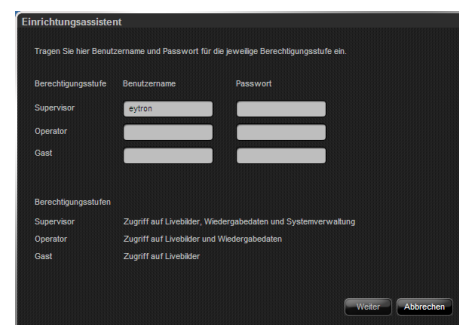 Einrichtungsassistent
Tragen Sie hier Benutzername und Passwort für die jeweilige Berechtigungsstufe ein.
Berechtigungsstufe Benutzername Passwort
Supervisor eytron
Operator
Gast
Berechtigungsstufen
Supervisor Zugriff auf Livebilder, Wiedergabedaten und Systemverwaltung
Operator Zugriff auf Livebilder und Wiedergabedaten
Gast Zugriff auf Livebilder
Weiter Abbrechen